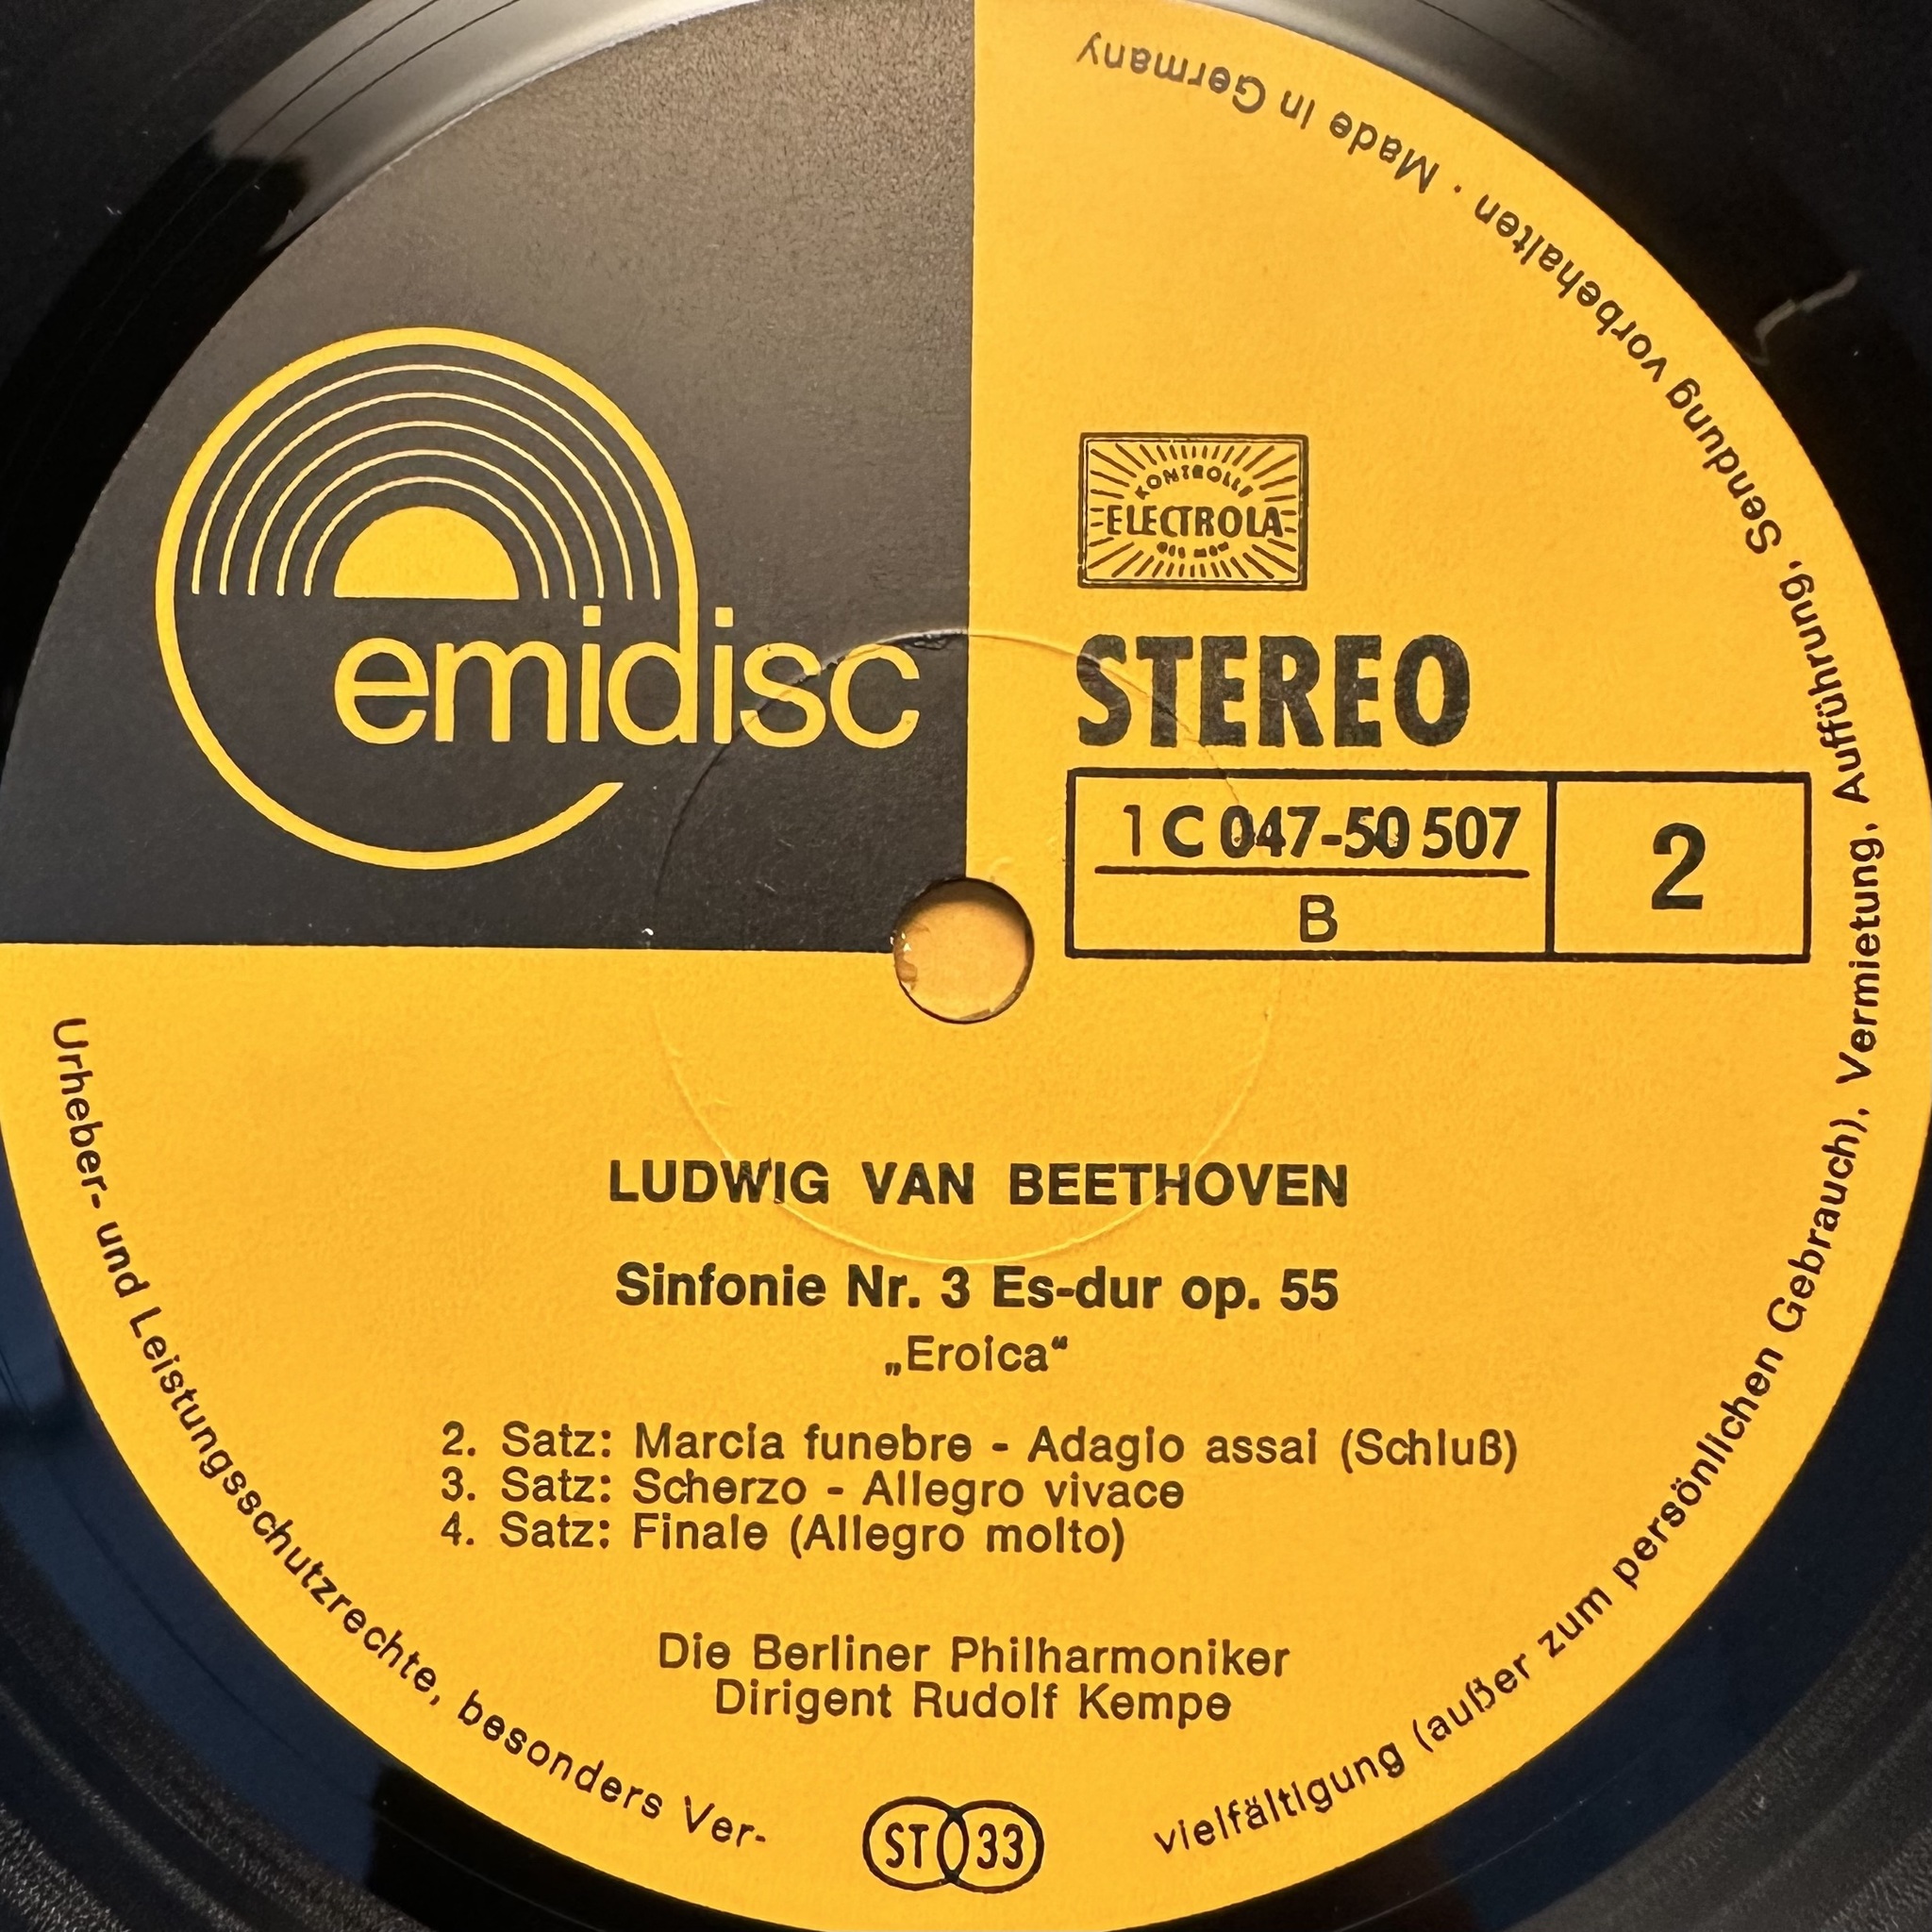 emidisc
KONTROLLE
ELECTROLA
STEREO
1 C 047-50 507
B
2
LUDWIG VAN BEETHOVEN
Sinfonie Nr. 3 Es-dur op. 55
„Eroica“
2. Satz: Marcia funebre - Adagio assai (Schluß)
3. Satz: Scherzo - Allegro vivace
4. Satz: Finale (Allegro molto)
Die Berliner Philharmoniker
Dirigent Rudolf Kempe
ST 33
Urheber- und Leistungsschutzrechte, besonders Ver-
vielfältigung (außer zum persönlichen Gebrauch), Vermietung, Aufführung, Sendung vorbehalten · Made in Germany